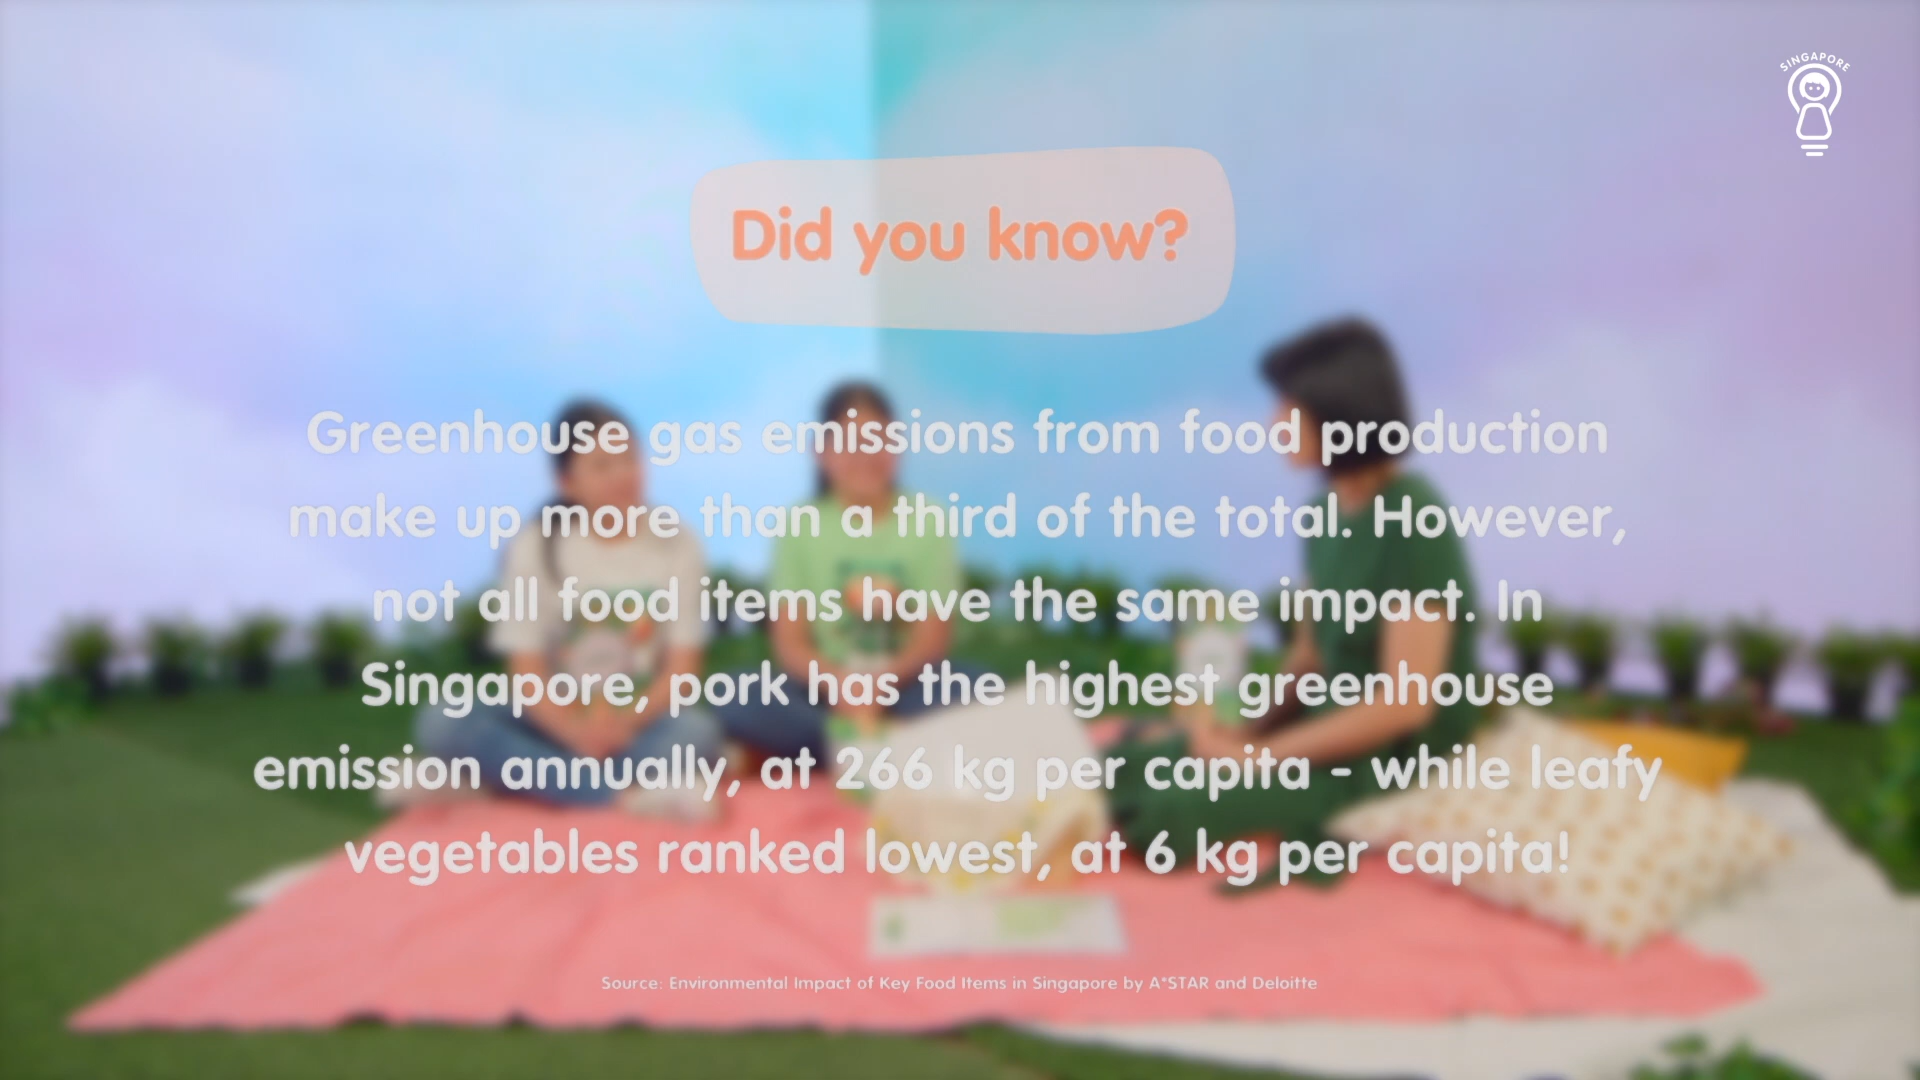 SINGAPORE
Did you know?
Greenhouse gas emissions from food production
make up more than a third of the total. However,
not all food items have the same impact. In
Singapore, pork has the highest greenhouse
emission annually, at 266 kg per capita - while leafy
vegetables ranked lowest, at 6 kg per capita!
Source: Environmental Impact of Key Food Items in Singapore by A*STAR and Deloitte